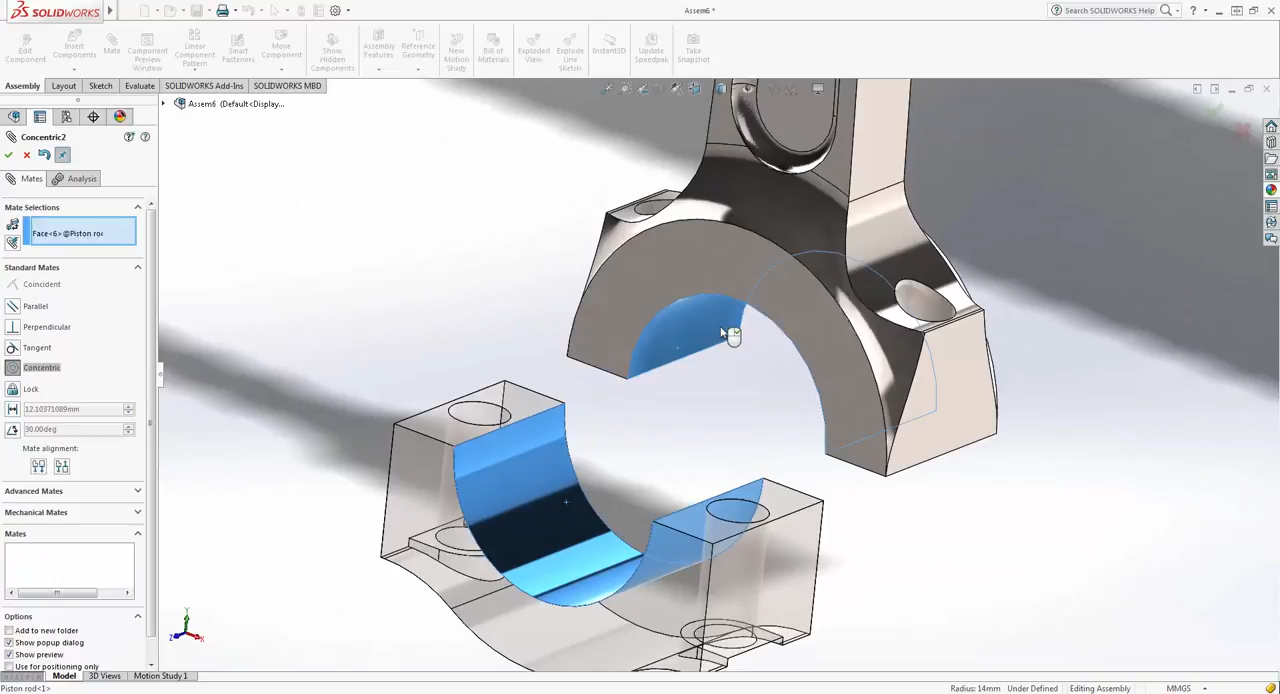 SOLIDWORKS
Assem6 *
Search SOLIDWORKS Help
Edit Component
Insert Components
Mate
Component Preview Window
Linear Component Pattern
Smart Fasteners
Move Component
Show Hidden Components
Assembly Features
Reference Geometry
New Motion Study
Bill of Materials
Exploded View
Explode Line Sketch
Instant3D
Update Speedpak
Take Snapshot
Assembly
Layout
Sketch
Evaluate
SOLIDWORKS Add-Ins
SOLIDWORKS MBD
Assem6 (Default<Display...
Concentric2
Mates
Analysis
Mate Selections
Face<6>@Piston rod
Standard Mates
Coincident
Parallel
Perpendicular
Tangent
Concentric
Lock
12.10371089mm
30.00deg
Mate alignment:
Advanced Mates
Mechanical Mates
Mates
Options
Add to new folder
Show popup dialog
Show preview
Use for positioning only
Y
Z
X
Model
3D Views
Motion Study 1
Piston rod<1>
Radius: 14mm
Under Defined
Editing Assembly
MMGS